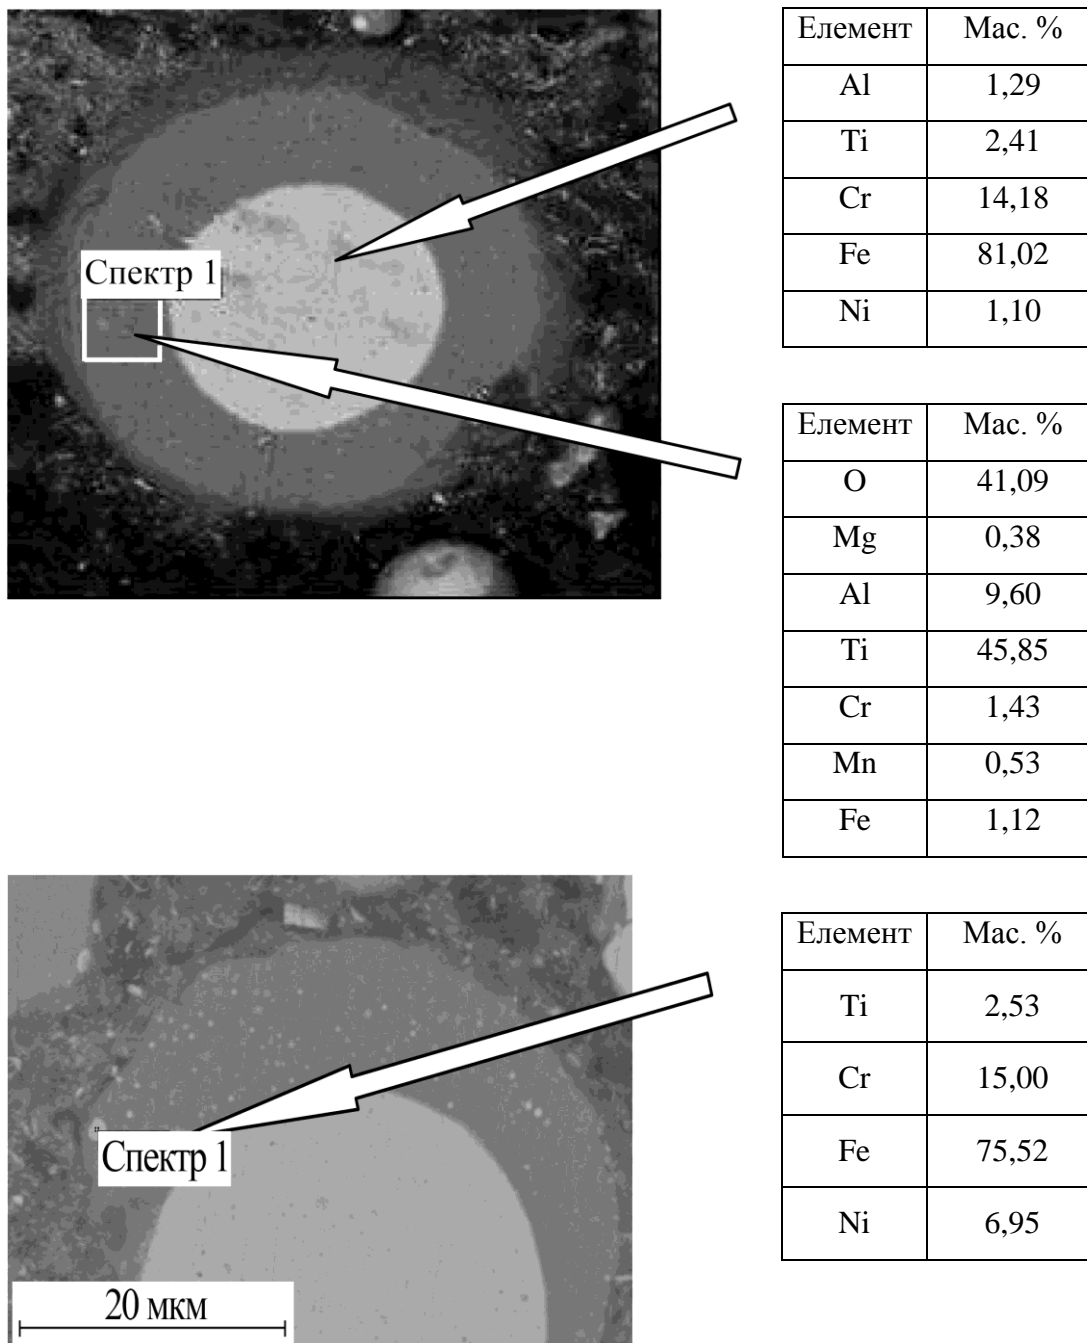 Елемент Мас. %
Al 1,29
Ti 2,41
Cr 14,18
Fe 81,02
Ni 1,10
Спектр 1
Елемент Мас. %
O 41,09
Mg 0,38
Al 9,60
Ti 45,85
Cr 1,43
Mn 0,53
Fe 1,12
Елемент Мас. %
Ti 2,53
Cr 15,00
Fe 75,52
Ni 6,95
Спектр 1
20 мкм